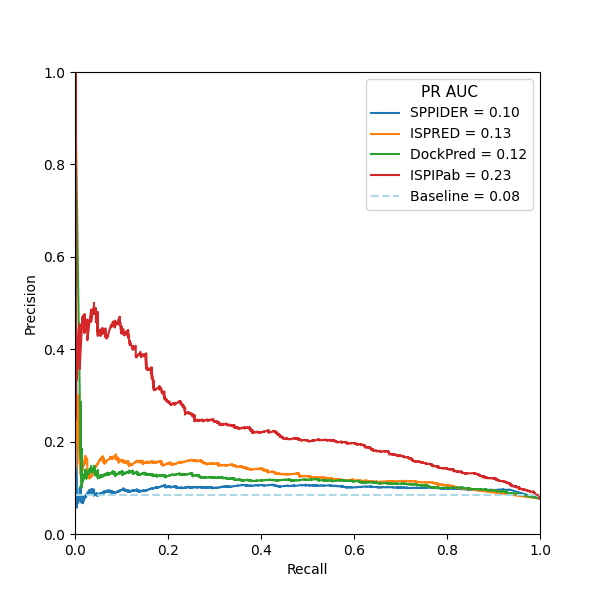 PR AUC
SPPIDER = 0.10
ISPRED = 0.13
DockPred = 0.12
ISPIPab = 0.23
Baseline = 0.08
Precision
1.0
0.8
0.6
0.4
0.2
0.0
0.0 0.2 0.4 0.6 0.8 1.0
Recall